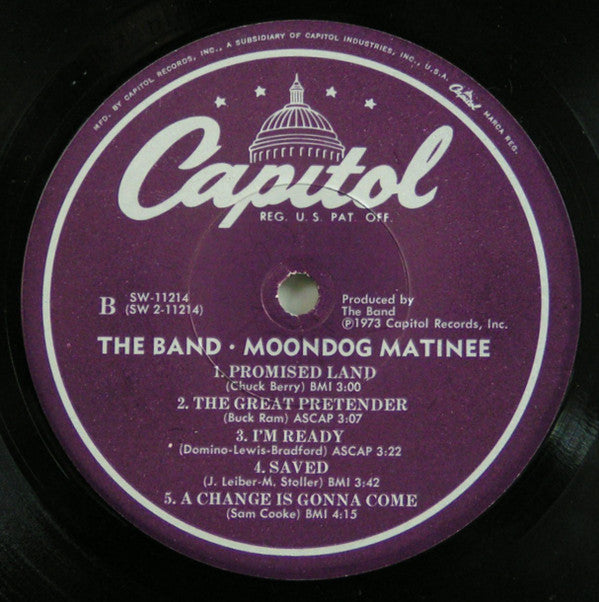 MFD. BY CAPITOL RECORDS, INC., A SUBSIDIARY OF CAPITOL INDUSTRIES, INC., U.S.A.
Capitol MARCA REG.
Capitol
REG. U.S. PAT. OFF.
B
SW-11214
(SW 2-11214)
Produced by
The Band
℗1973 Capitol Records, Inc.
THE BAND • MOONDOG MATINEE
1. PROMISED LAND
(Chuck Berry) BMI 3:00
2. THE GREAT PRETENDER
(Buck Ram) ASCAP 3:07
3. I'M READY
(Domino-Lewis-Bradford) ASCAP 3:22
4. SAVED
(J. Leiber-M. Stoller) BMI 3:42
5. A CHANGE IS GONNA COME
(Sam Cooke) BMI 4:15